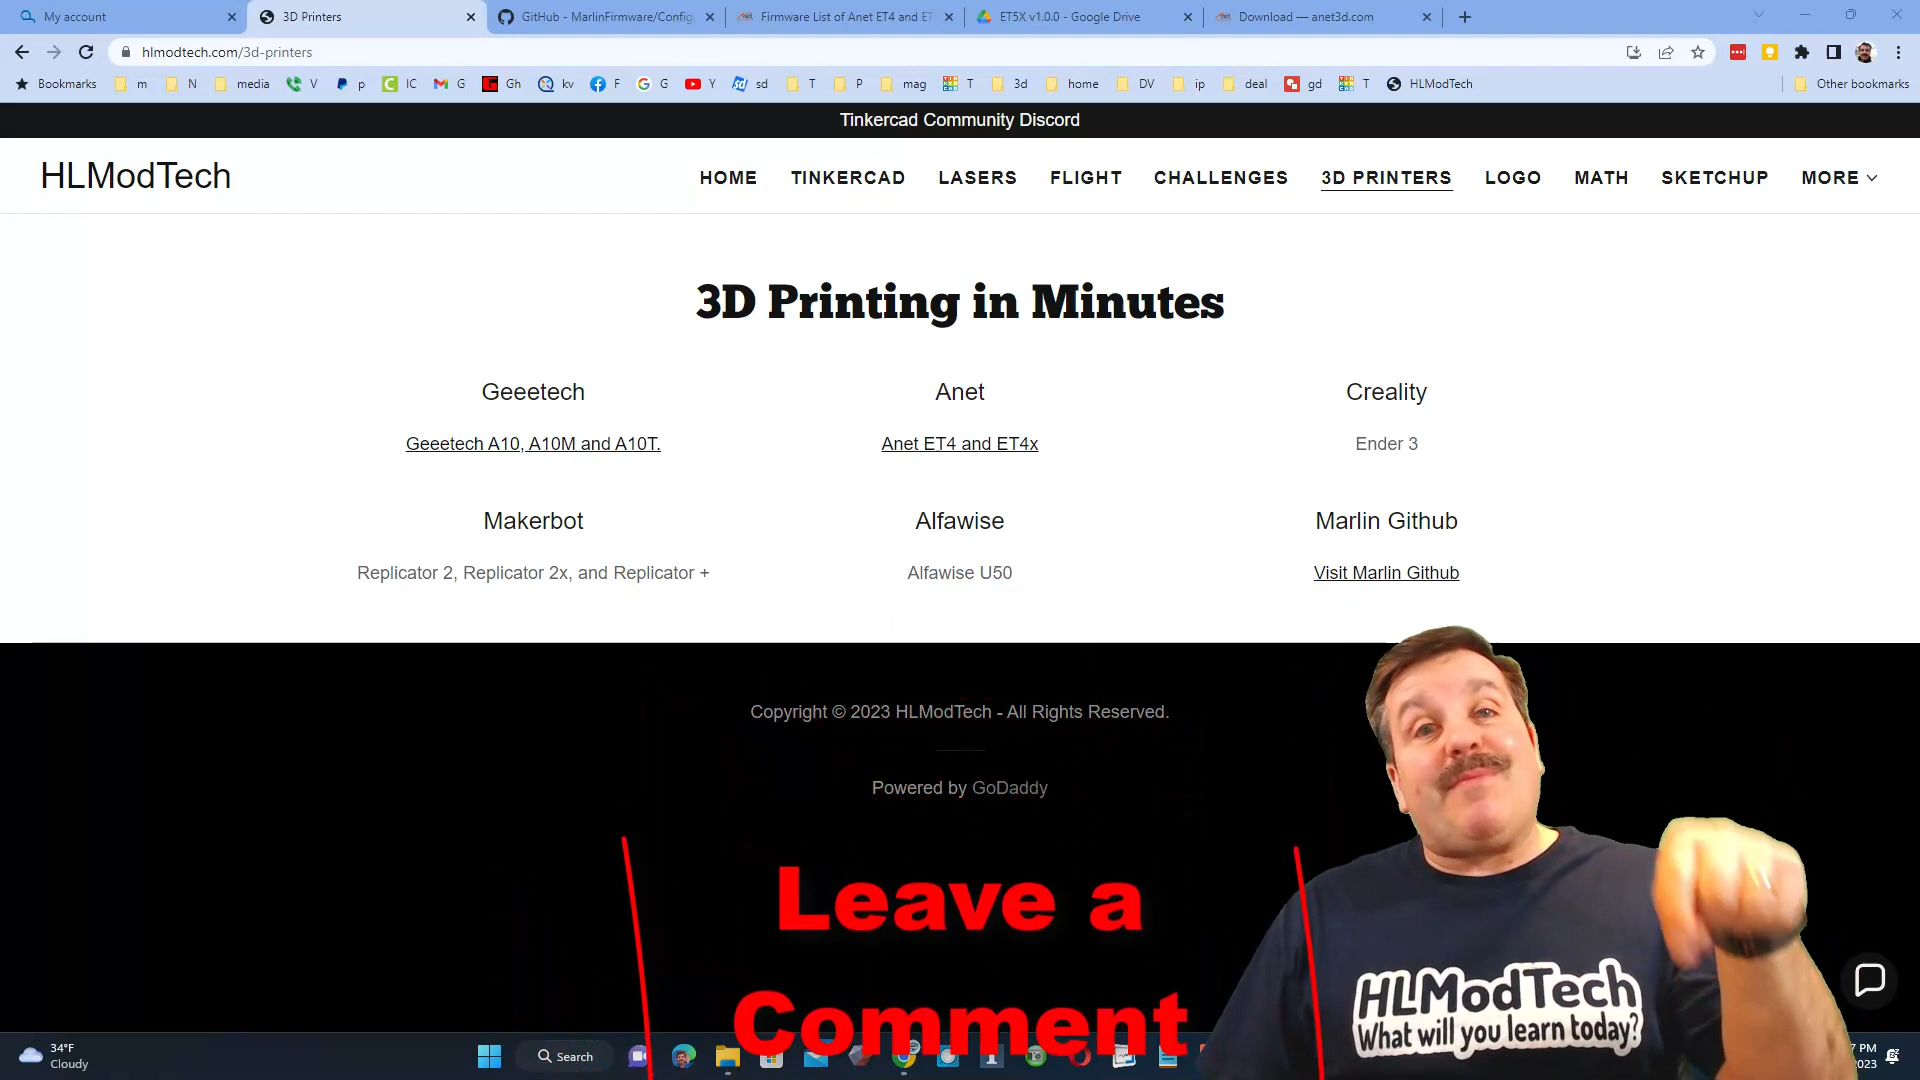 My account
3D Printers
GitHub - MarlinFirmware/Config
Firmware List of Anet ET4 and ET
ET5X v1.0.0 - Google Drive
Download — anet3d.com
hlmodtech.com/3d-printers
Bookmarks m N media V p IC G Gh kv F G Y sd T P mag T 3d home DV ip deal gd T HLModTech Other bookmarks
Tinkercad Community Discord
HLModTech
HOME TINKERCAD LASERS FLIGHT CHALLENGES 3D PRINTERS LOGO MATH SKETCHUP MORE
3D Printing in Minutes
Geeetech
Geeetech A10, A10M and A10T.
Anet
Anet ET4 and ET4x
Creality
Ender 3
Makerbot
Replicator 2, Replicator 2x, and Replicator +
Alfawise
Alfawise U50
Marlin Github
Visit Marlin Github
Copyright © 2023 HLModTech - All Rights Reserved.
Powered by GoDaddy
Leave a
Comment
HLModTech
What will you learn today?
34°F
Cloudy
Search
7 PM
2023